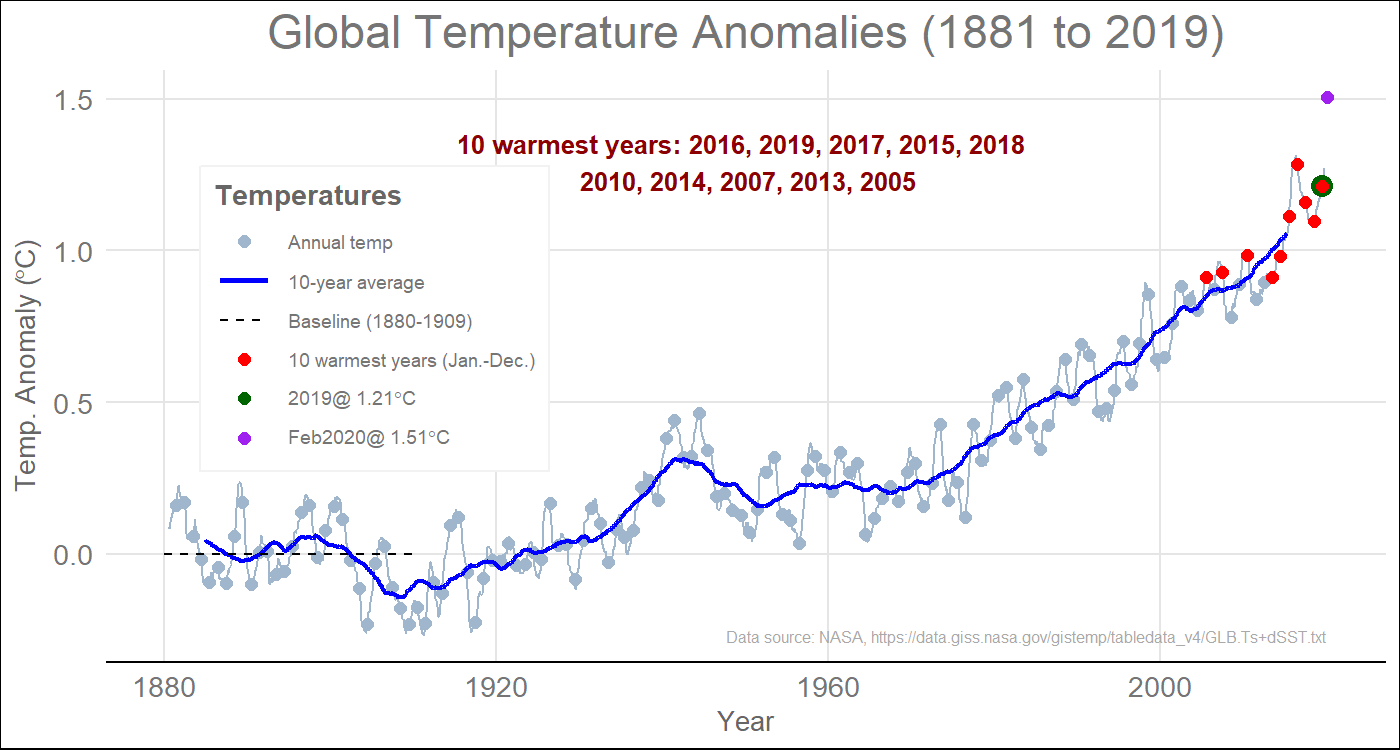 Global Temperature Anomalies (1881 to 2019)
1.5
1.0
0.5
0.0
Temp. Anomaly (°C)
10 warmest years: 2016, 2019, 2017, 2015, 2018
2010, 2014, 2007, 2013, 2005
Temperatures
Annual temp
10-year average
Baseline (1880-1909)
10 warmest years (Jan.-Dec.)
2019@ 1.21°C
Feb2020@ 1.51°C
Data source: NASA, https://data.giss.nasa.gov/gistemp/tabledata_v4/GLB.Ts+dSST.txt
1880 1920 1960 2000
Year